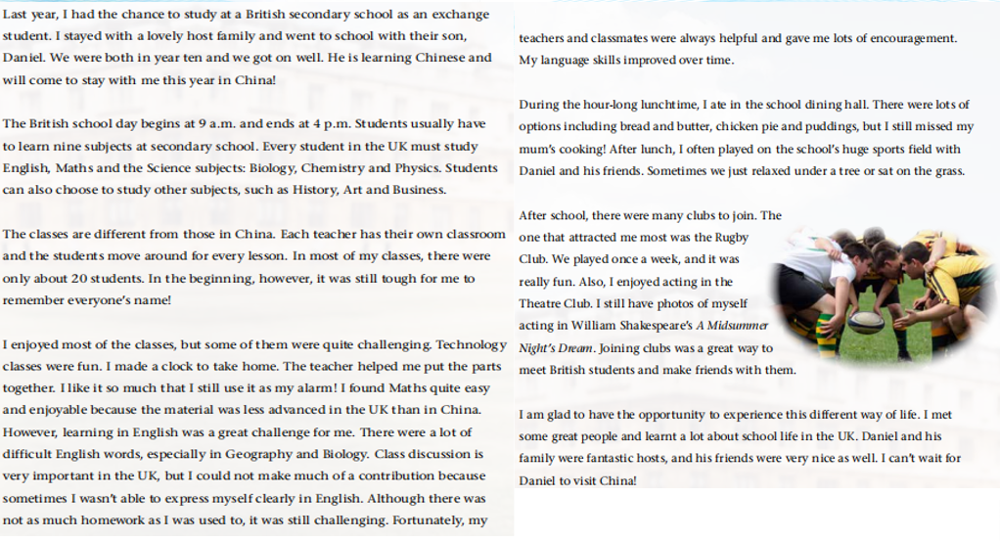 Last year, I had the chance to study at a British secondary school as an exchange
student. I stayed with a lovely host family and went to school with their son,
Daniel. We were both in year ten and we got on well. He is learning Chinese and
will come to stay with me this year in China!
The British school day begins at 9 a.m. and ends at 4 p.m. Students usually have
to learn nine subjects at secondary school. Every student in the UK must study
English, Maths and the Science subjects: Biology, Chemistry and Physics. Students
can also choose to study other subjects, such as History, Art and Business.
The classes are different from those in China. Each teacher has their own classroom
and the students move around for every lesson. In most of my classes, there were
only about 20 students. In the beginning, however, it was still tough for me to
remember everyone's name!
I enjoyed most of the classes, but some of them were quite challenging. Technology
classes were fun. I made a clock to take home. The teacher helped me put the parts
together. I like it so much that I still use it as my alarm! I found Maths quite easy
and enjoyable because the material was less advanced in the UK than in China.
However, learning in English was a great challenge for me. There were a lot of
difficult English words, especially in Geography and Biology. Class discussion is
very important in the UK, but I could not make much of a contribution because
sometimes I wasn't able to express myself clearly in English. Although there was
not as much homework as I was used to, it was still challenging. Fortunately, my
teachers and classmates were always helpful and gave me lots of encouragement.
My language skills improved over time.
During the hour-long lunchtime, I ate in the school dining hall. There were lots of
options including bread and butter, chicken pie and puddings, but I still missed my
mum's cooking! After lunch, I often played on the school's huge sports field with
Daniel and his friends. Sometimes we just relaxed under a tree or sat on the grass.
After school, there were many clubs to join. The
one that attracted me most was the Rugby
Club. We played once a week, and it was
really fun. Also, I enjoyed acting in the
Theatre Club. I still have photos of myself
acting in William Shakespeare's A Midsummer
Night's Dream. Joining clubs was a great way to
meet British students and make friends with them.
I am glad to have the opportunity to experience this different way of life. I met
some great people and learnt a lot about school life in the UK. Daniel and his
family were fantastic hosts, and his friends were very nice as well. I can't wait for
Daniel to visit China!